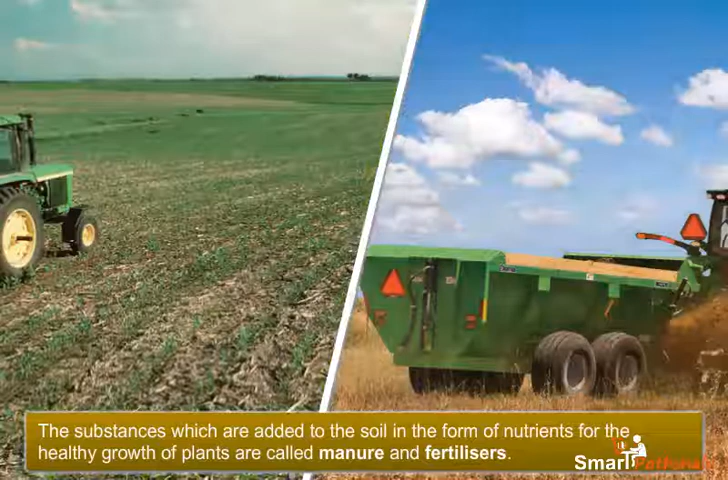 The substances which are added to the soil in the form of nutrients for the
healthy growth of plants are called manure and fertilisers.
Smart